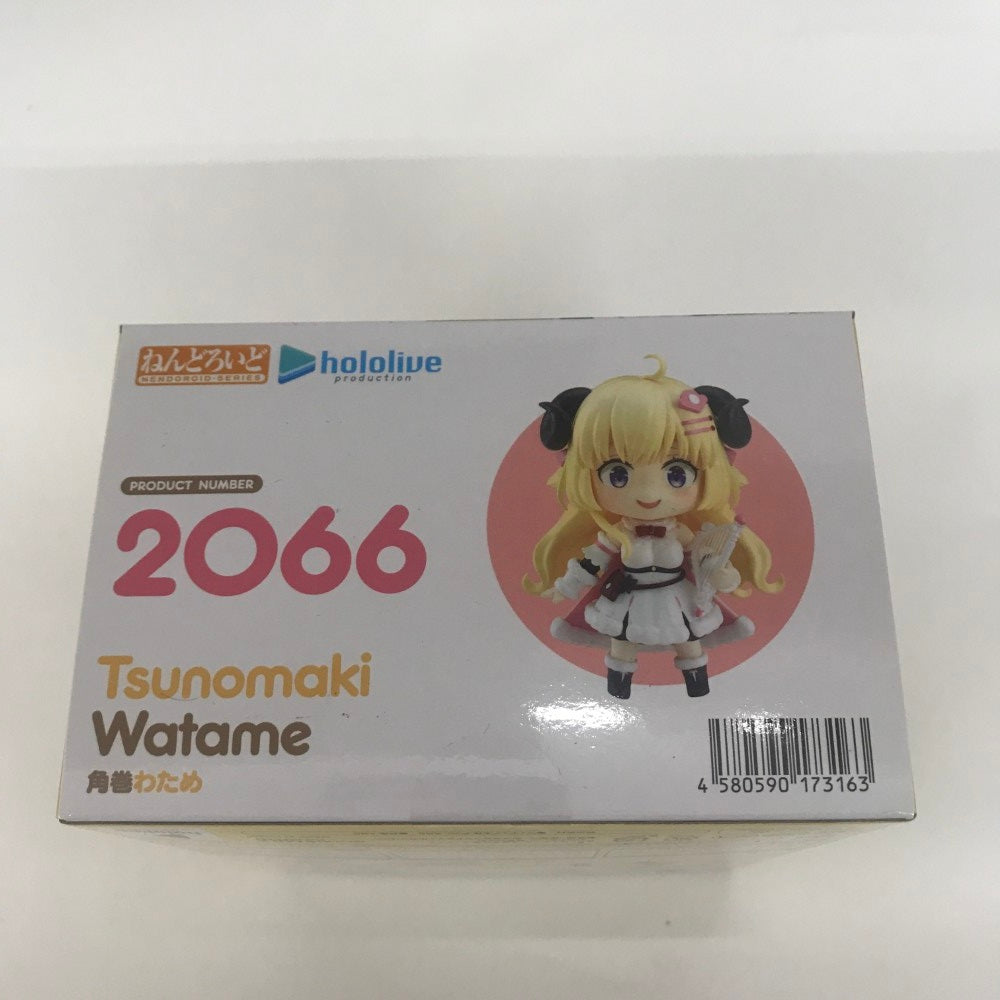 ねんどろいど
NENDOROID·SERIES
hololive
production
PRODUCT NUMBER
2066
Tsunomaki
Watame
角巻わため
4 580590 173163